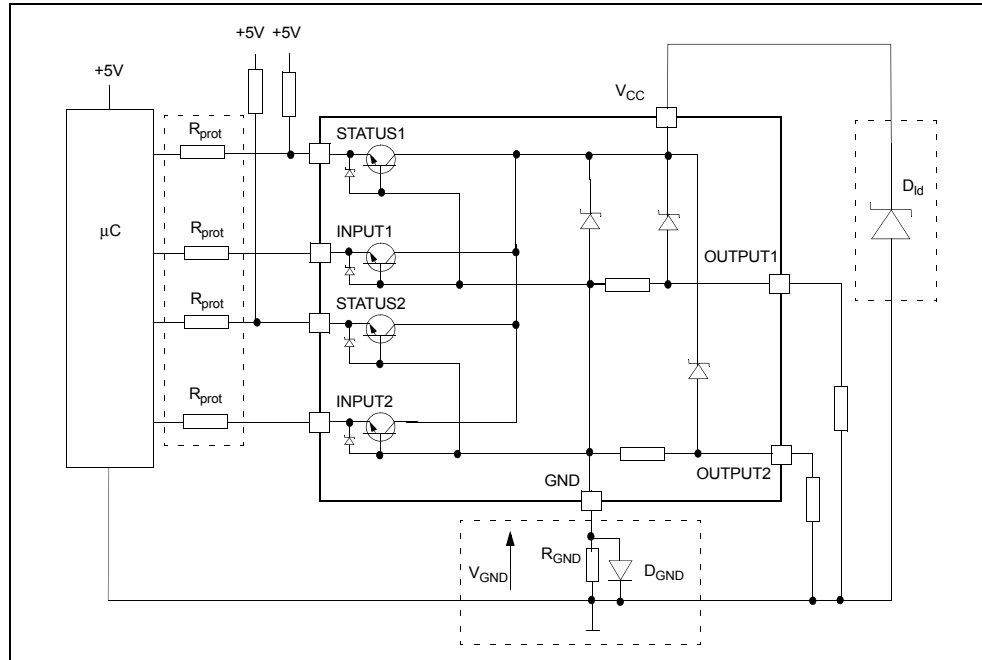 +5V +5V
+5V
V_CC
R_prot
STATUS1
D_ld
μC
R_prot
INPUT1
OUTPUT1
R_prot
STATUS2
R_prot
INPUT2
OUTPUT2
GND
R_GND
V_GND
D_GND